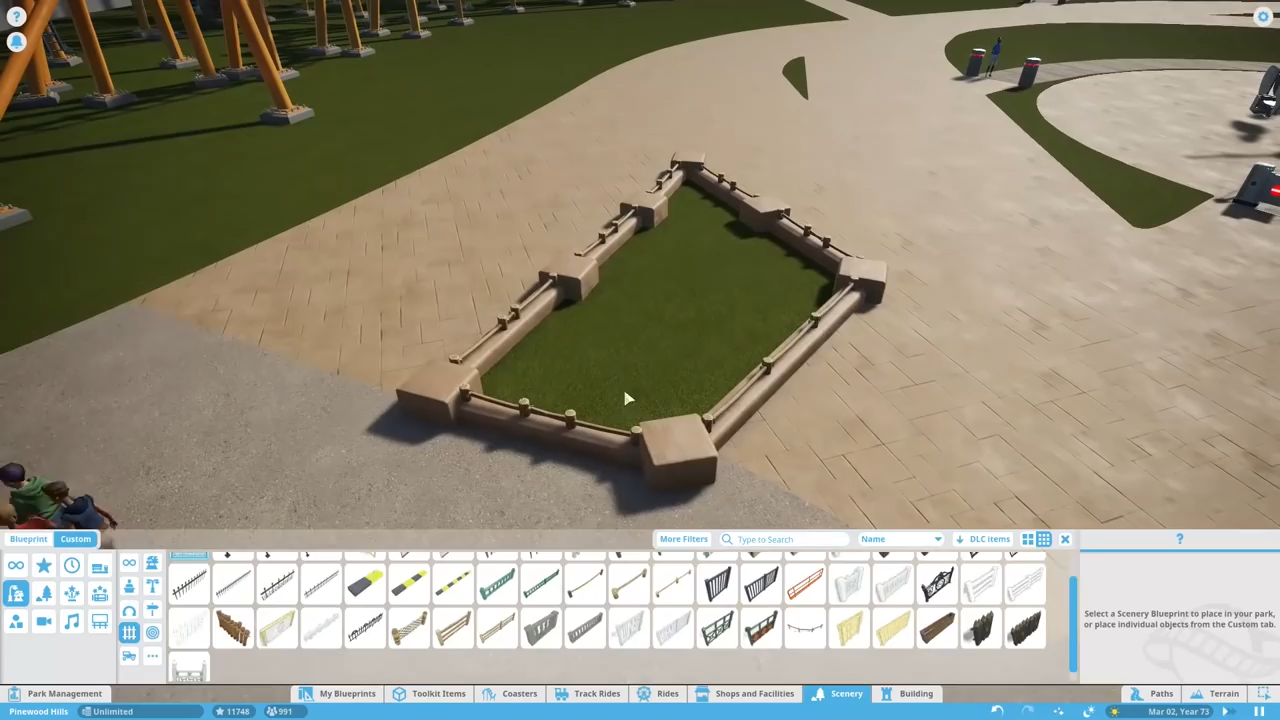 ?
Blueprint
Custom
More Filters
Type to Search
Name
DLC items
?
Select a Scenery Blueprint to place in your park,
or place individual objects from the Custom tab.
Park Management
My Blueprints
Toolkit Items
Coasters
Track Rides
Rides
Shops and Facilities
Scenery
Building
Paths
Terrain
Pinewood Hills
Unlimited
11748
991
Mar 02, Year 73